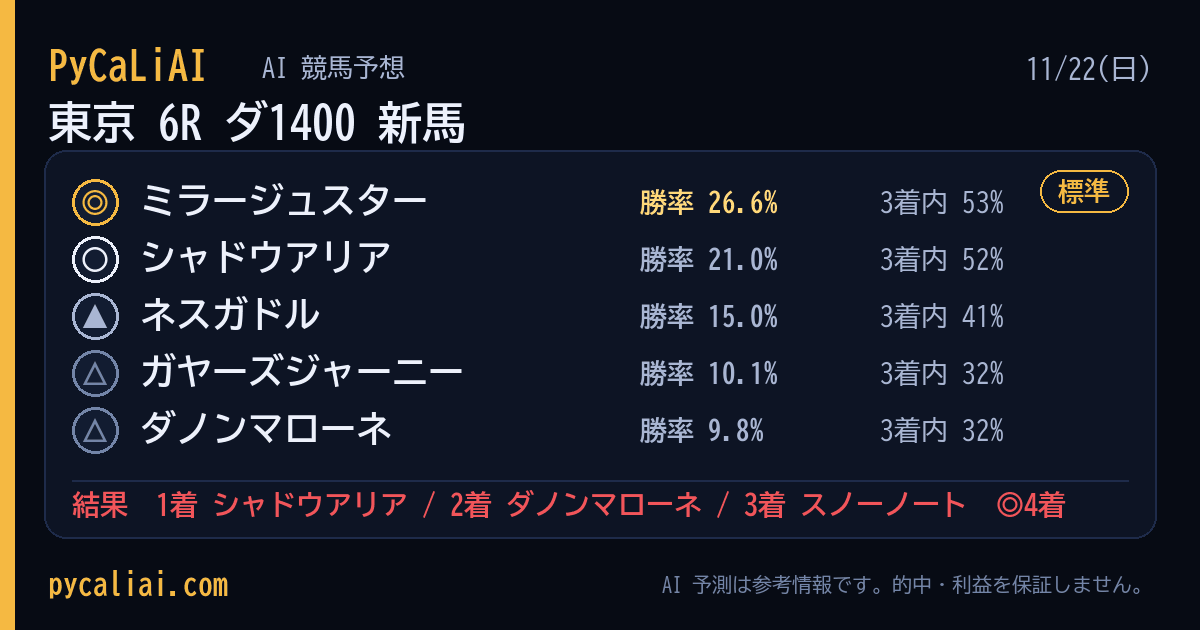 PyCaLiAI AI 競馬予想 11/22(日)
東京 6R ダ1400 新馬
◎ ミラージュスター 勝率 26.6% 3着内 53% 標準
○ シャドウアリア 勝率 21.0% 3着内 52%
▲ ネスガドル 勝率 15.0% 3着内 41%
△ ガヤーズジャーニー 勝率 10.1% 3着内 32%
△ ダノンマローネ 勝率 9.8% 3着内 32%
結果 1着 シャドウアリア / 2着 ダノンマローネ / 3着 スノーノート ◎4着
pycaliai.com AI 予測は参考情報です。的中・利益を保証しません。